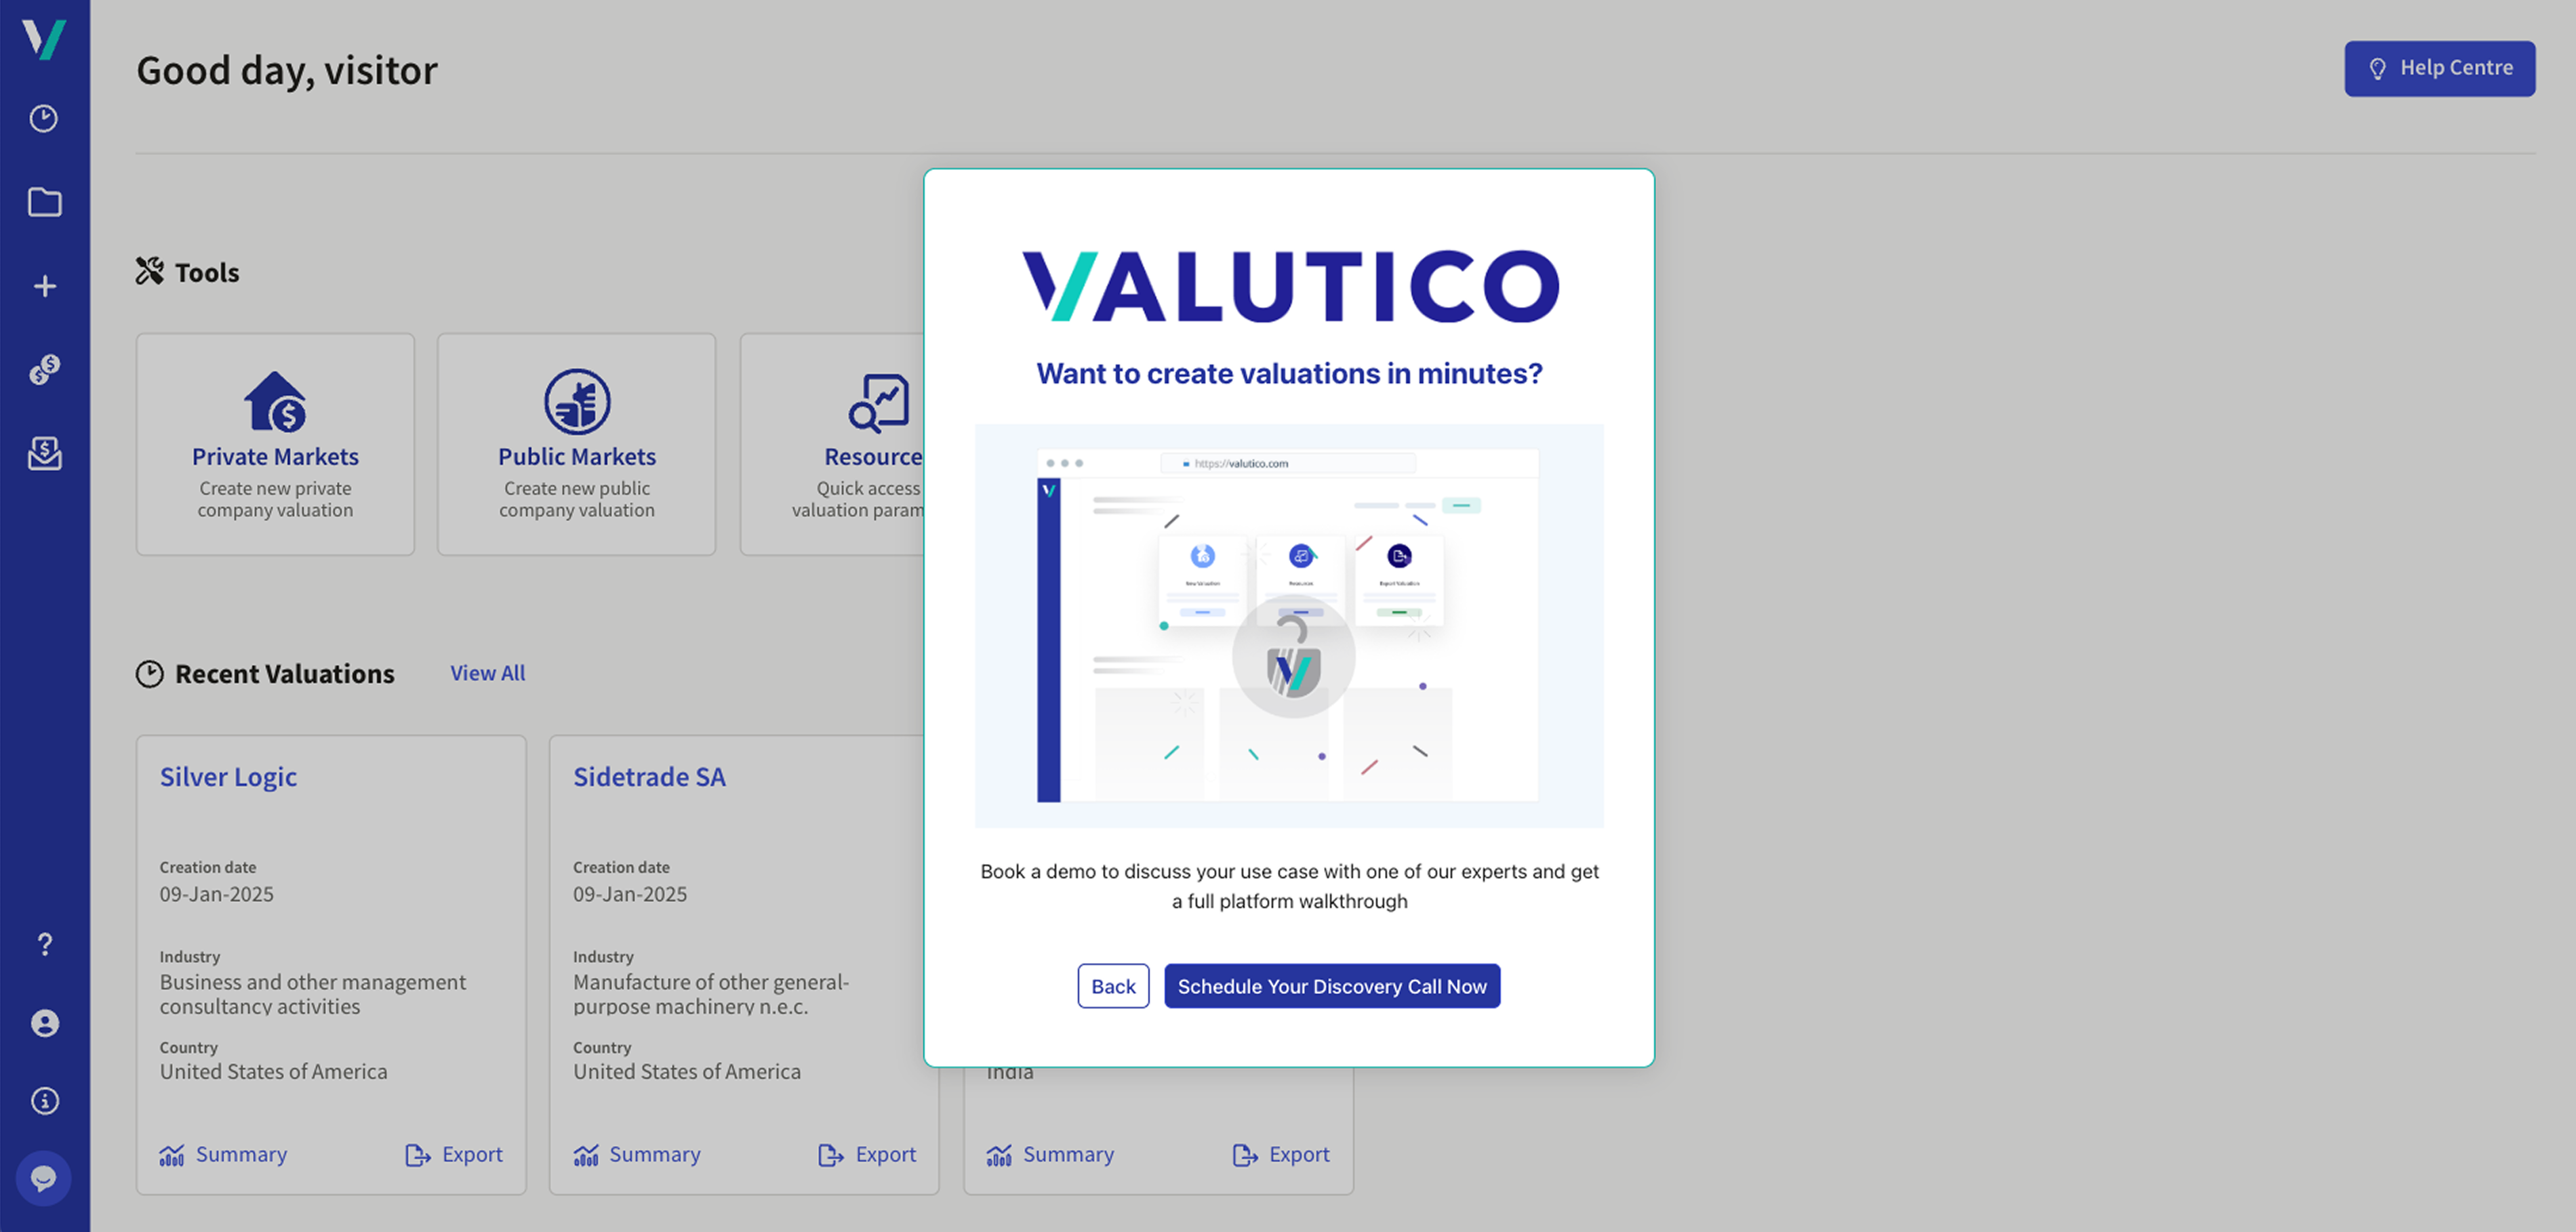 Good day, visitor
Help Centre
Tools
Private Markets
Create new private
company valuation
Public Markets
Create new public
company valuation
Resource
Quick access
valuation param
Recent Valuations
View All
Silver Logic
Creation date
09-Jan-2025
Industry
Business and other management
consultancy activities
Country
United States of America
Summary
Export
Sidetrade SA
Creation date
09-Jan-2025
Industry
Manufacture of other general-
purpose machinery n.e.c.
Country
United States of America
Summary
Export
India
Summary
Export
VALUTICO
Want to create valuations in minutes?
https://valutico.com
New Valuation
Resources
Export Valuation
Book a demo to discuss your use case with one of our experts and get
a full platform walkthrough
Back
Schedule Your Discovery Call Now